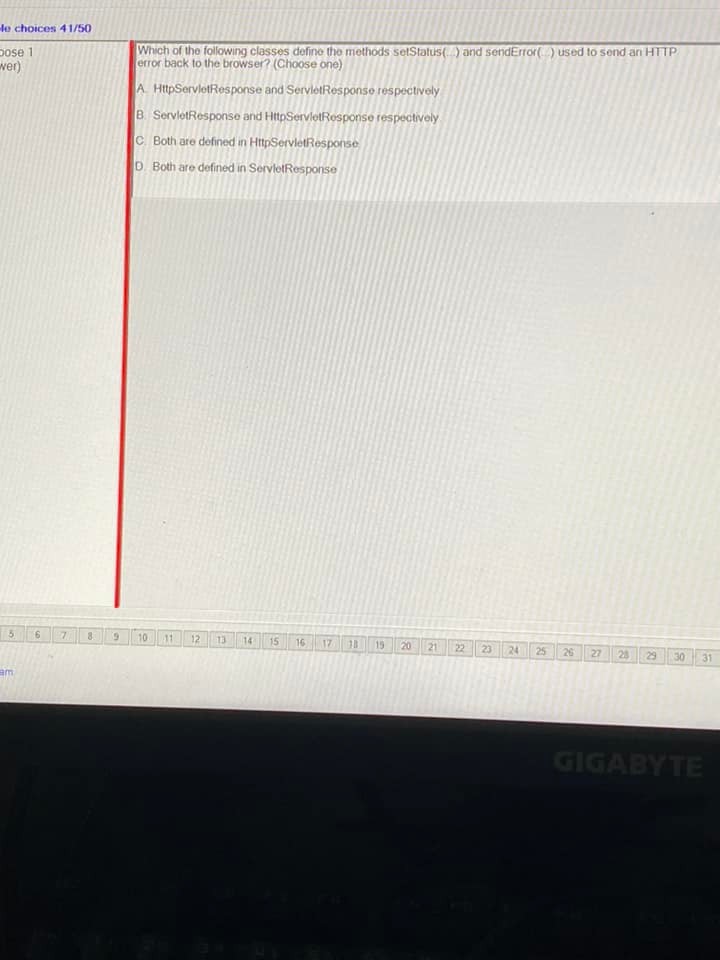 le choices 41/50
oose 1
wer)
Which of the following classes define the methods setStatus(...) and sendError(...) used to send an HTTP
error back to the browser? (Choose one)
A. HttpServletResponse and ServletResponse respectively.
B. ServletResponse and HttpServletResponse respectively.
C. Both are defined in HttpServletResponse.
D. Both are defined in ServletResponse
5 6 7 8 9 10 11 12 13 14 15 16 17 18 19 20 21 22 23 24 25 26 27 28 29 30 31
am
GIGABYTE